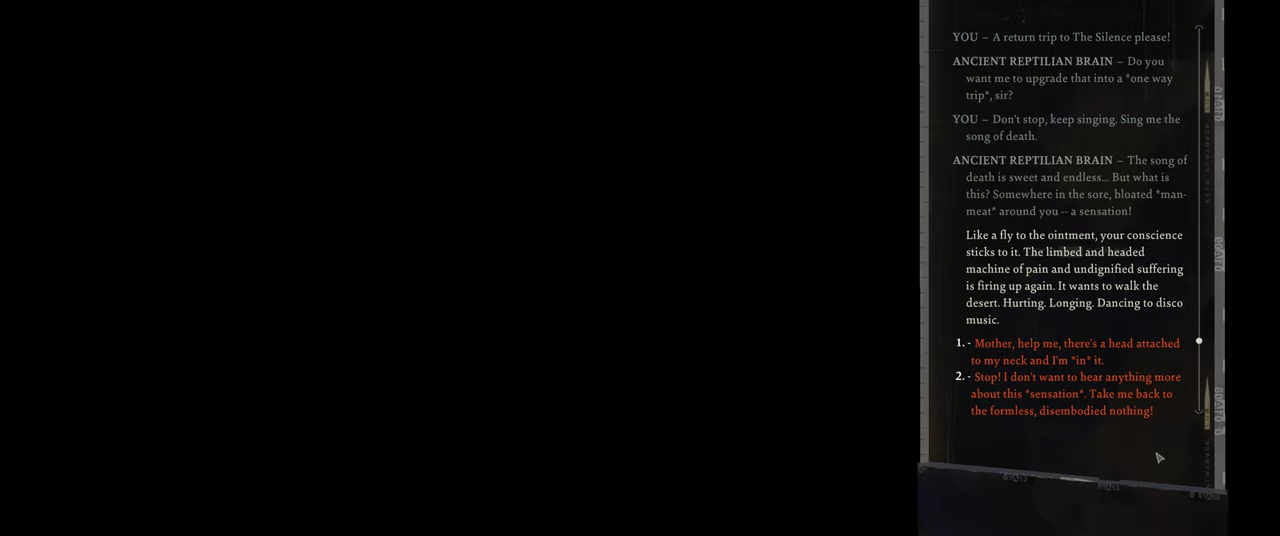 YOU – A return trip to The Silence please!
ANCIENT REPTILIAN BRAIN – Do you
want me to upgrade that into a *one way
trip*, sir?
YOU – Don't stop, keep singing. Sing me the
song of death.
ANCIENT REPTILIAN BRAIN – The song of
death is sweet and endless... But what is
this? Somewhere in the sore, bloated *man-
meat* around you -- a sensation!
Like a fly to the ointment, your conscience
sticks to it. The limbed and headed
machine of pain and undignified suffering
is firing up again. It wants to walk the
desert. Hurting. Longing. Dancing to disco
music.
1. - Mother, help me, there's a head attached
to my neck and I'm *in* it.
2. - Stop! I don't want to hear anything more
about this *sensation*. Take me back to
the formless, disembodied nothing!